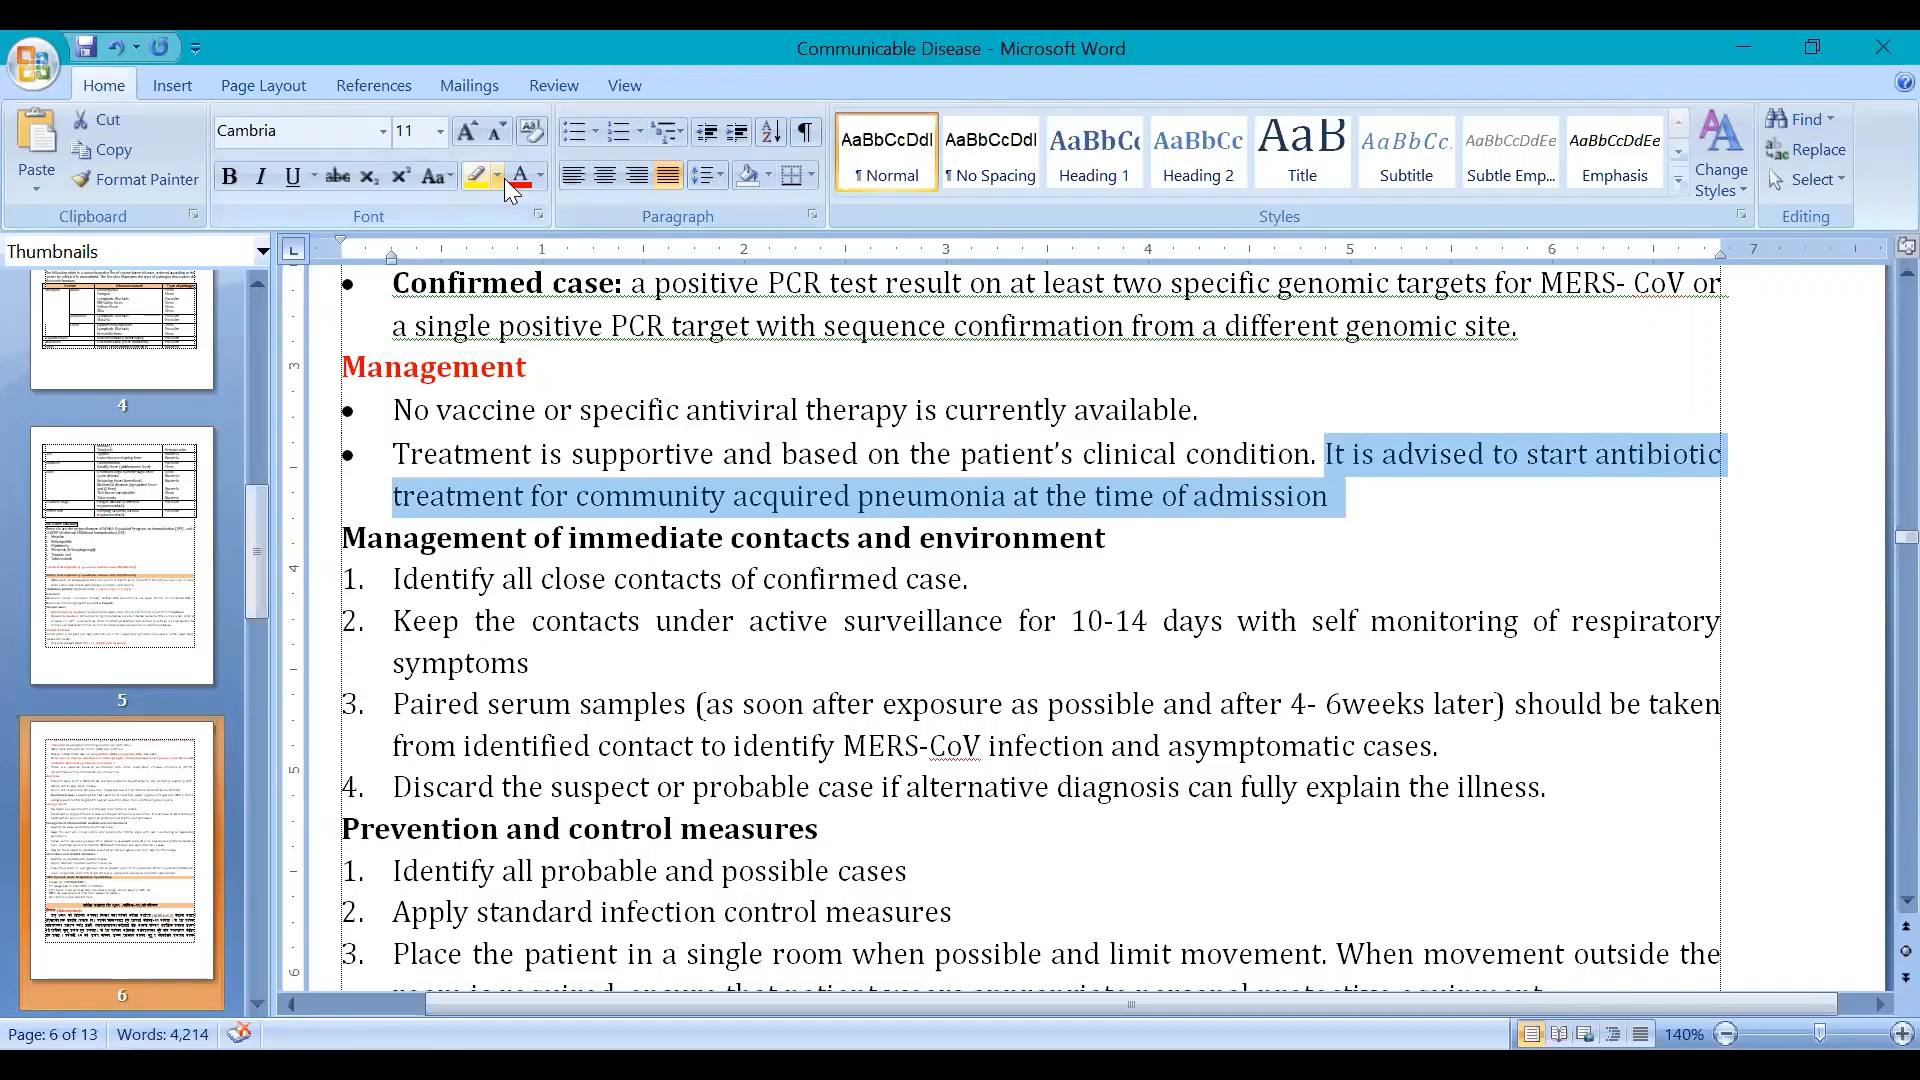 Communicable Disease - Microsoft Word
Home Insert Page Layout References Mailings Review View
Paste
Cut
Copy
Format Painter
Clipboard
Cambria 11
Font
Paragraph
AaBbCcDdI AaBbCcDdI AaBbCc AaBbCc AaB AaBbCc. AaBbCcDdEe AaBbCcDdEe
¶ Normal ¶ No Spacing Heading 1 Heading 2 Title Subtitle Subtle Emp... Emphasis
Change Styles
Styles
Find
Replace
Select
Editing
Thumbnails
4
5
6
1 2 3 4 5 6 7
• Confirmed case: a positive PCR test result on at least two specific genomic targets for MERS- CoV or
a single positive PCR target with sequence confirmation from a different genomic site.
Management
• No vaccine or specific antiviral therapy is currently available.
• Treatment is supportive and based on the patient's clinical condition. It is advised to start antibiotic
treatment for community acquired pneumonia at the time of admission
Management of immediate contacts and environment
1. Identify all close contacts of confirmed case.
2. Keep the contacts under active surveillance for 10-14 days with self monitoring of respiratory
symptoms
3. Paired serum samples (as soon after exposure as possible and after 4- 6weeks later) should be taken
from identified contact to identify MERS-CoV infection and asymptomatic cases.
4. Discard the suspect or probable case if alternative diagnosis can fully explain the illness.
Prevention and control measures
1. Identify all probable and possible cases
2. Apply standard infection control measures
3. Place the patient in a single room when possible and limit movement. When movement outside the
Page: 6 of 13 Words: 4,214 140%